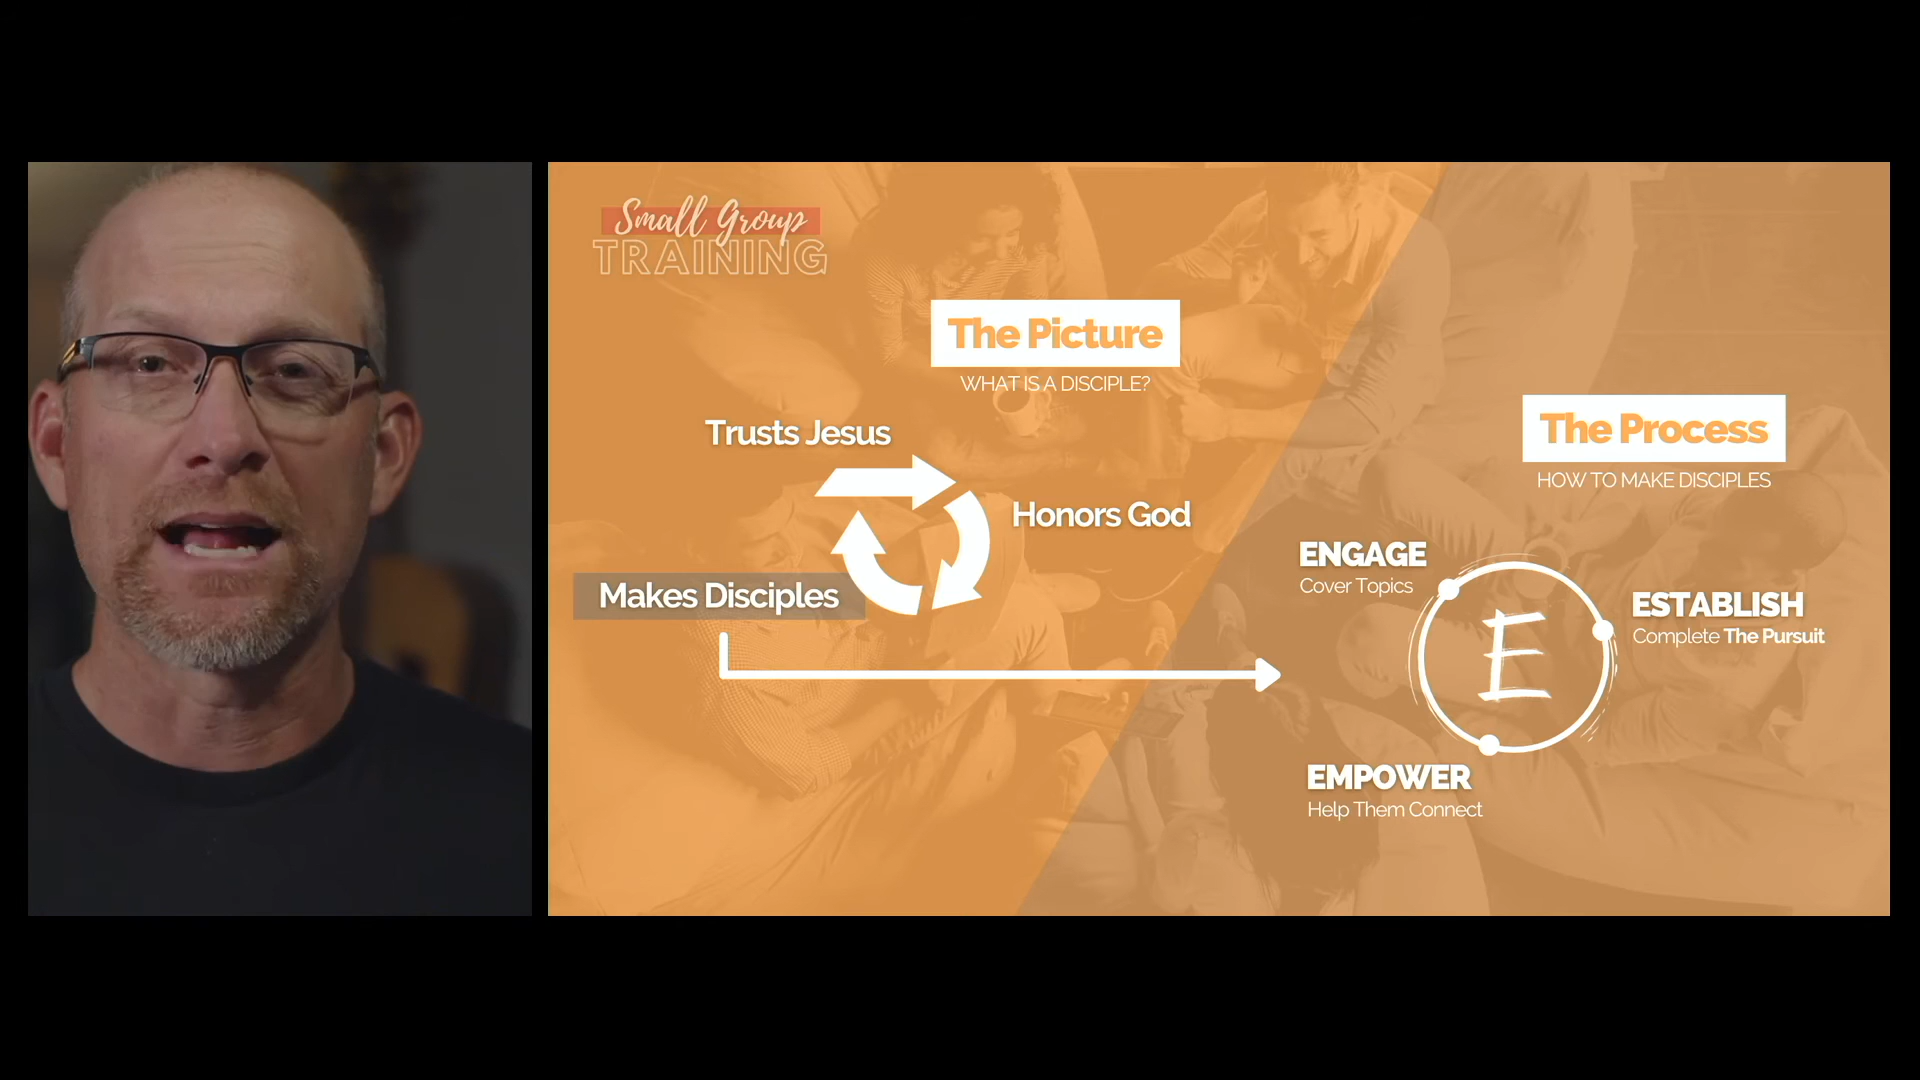 Small Group
TRAINING
The Picture
WHAT IS A DISCIPLE?
Trusts Jesus
Honors God
Makes Disciples
The Process
HOW TO MAKE DISCIPLES
ENGAGE
Cover Topics
ESTABLISH
Complete The Pursuit
E
EMPOWER
Help Them Connect